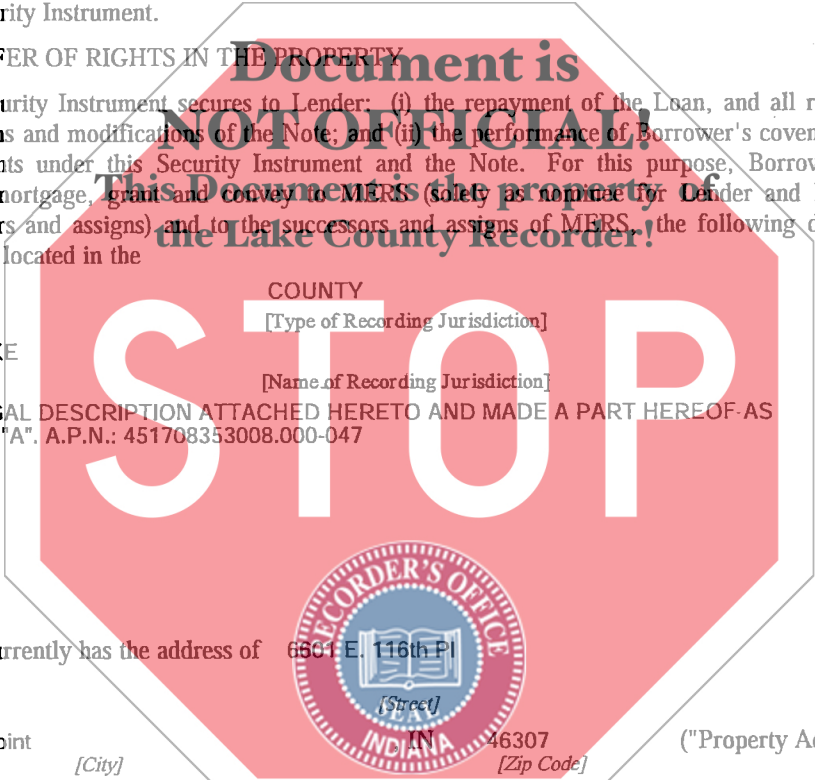 rity Instrument.
FER OF RIGHTS IN THE PROPERTY
Document is
urity Instrument secures to Lender: (i) the repayment of the Loan, and all r
NOT OFFICIAL!
s and modifications of the Note; and (ii) the performance of Borrower's coven
nts under this Security Instrument and the Note. For this purpose, Borrow
This Document is the property of
mortgage, grant and convey to MERS (solely as nominee for Lender and
rs and assigns) and to the successors and assigns of MERS, the following d
the Lake County Recorder!
located in the
COUNTY
[Type of Recording Jurisdiction]
KE
[Name of Recording Jurisdiction]
GAL DESCRIPTION ATTACHED HERETO AND MADE A PART HEREOF AS
"A". A.P.N.: 451708353008.000-047
STOP
RECORDER'S OFFICE
urrently has the address of 6601 E. 116th Pl
[Street]
SEAL
oint , IN 46307 ("Property Ad
INDIANA
[City] [Zip Code]